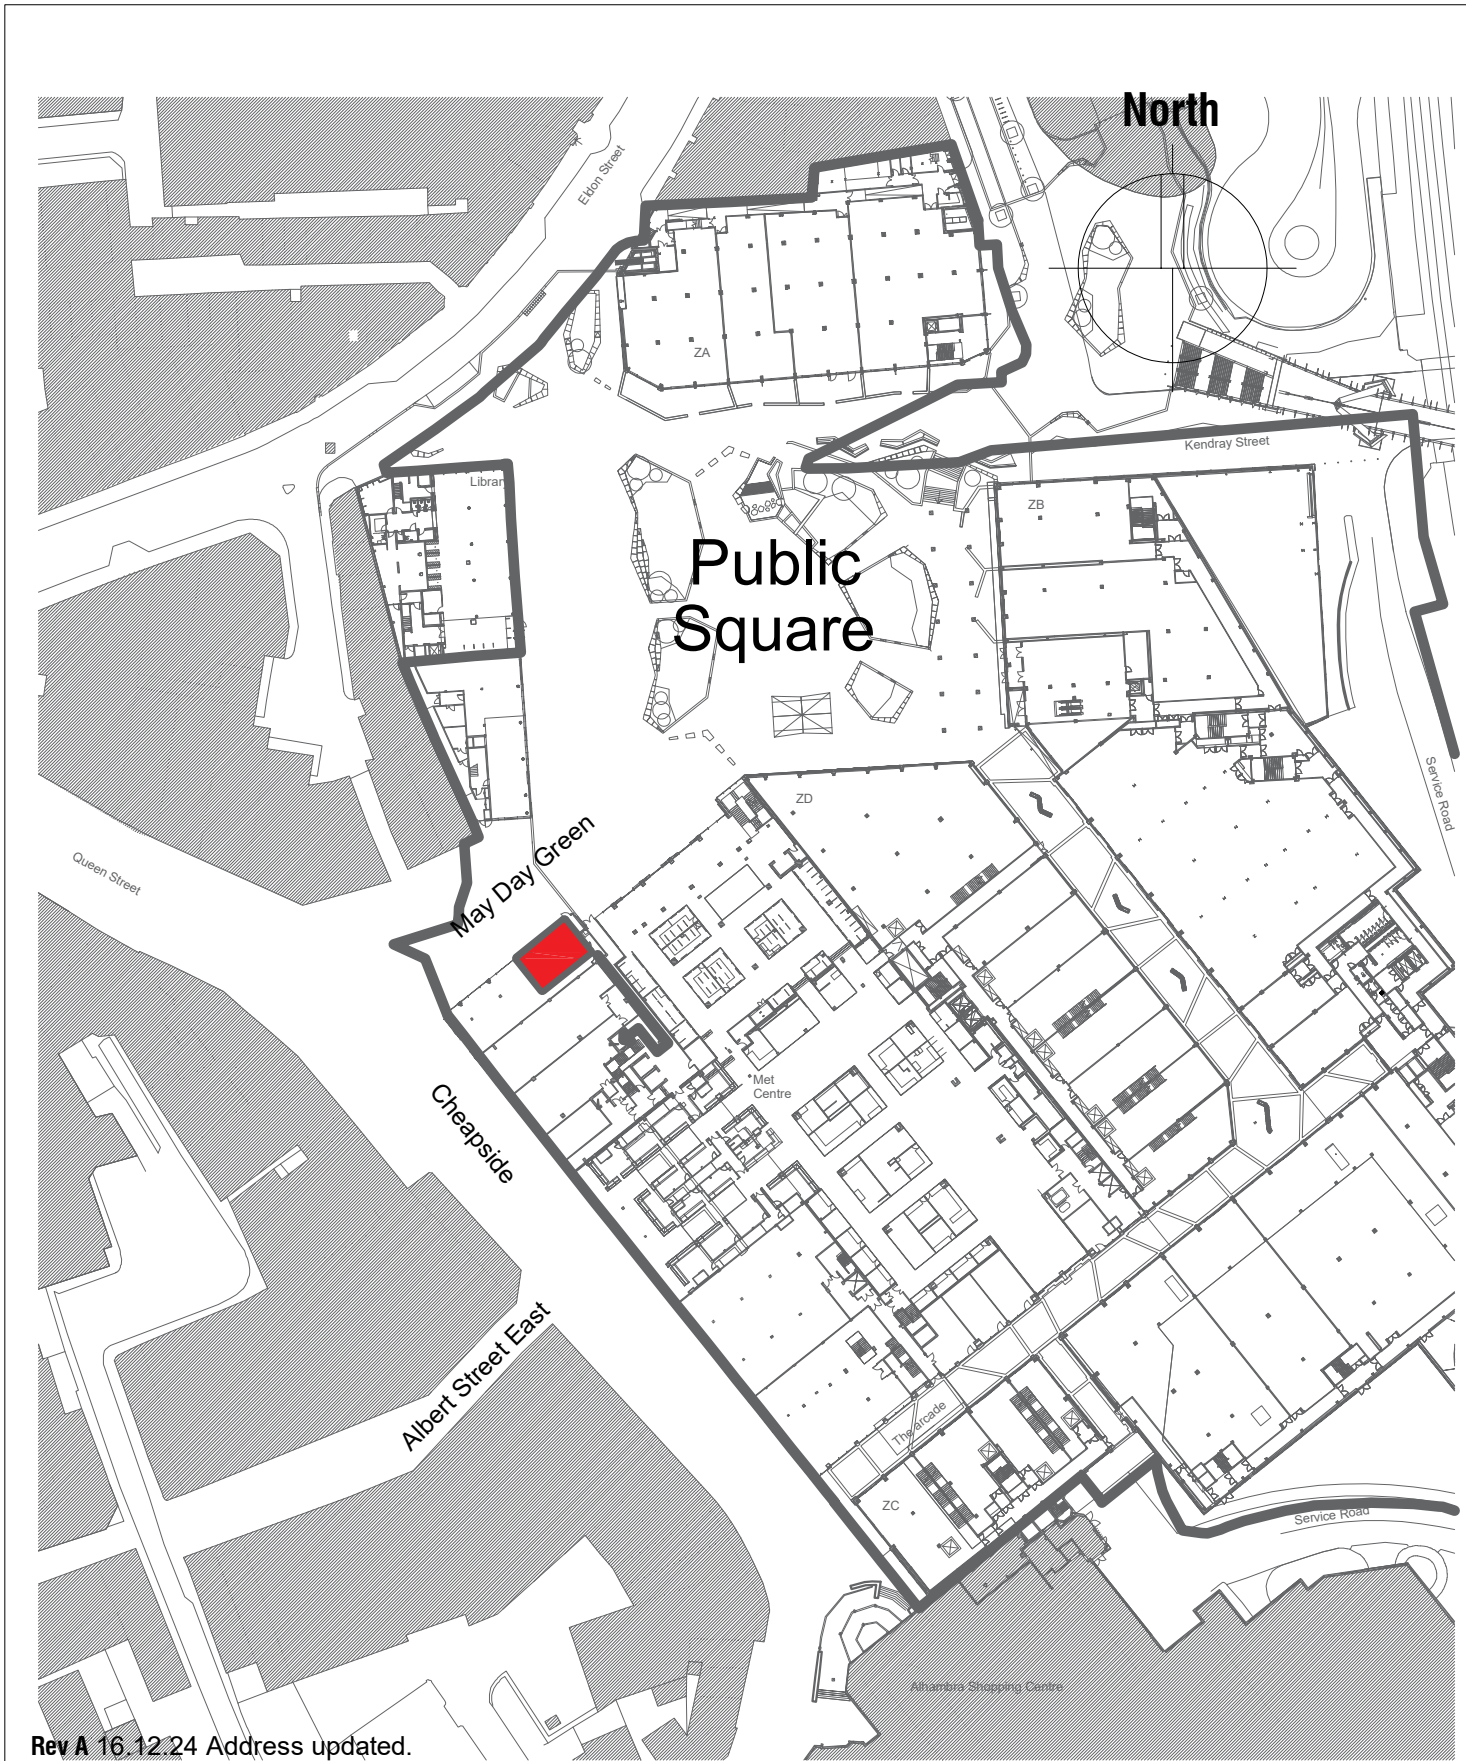 North
Eldon Street
ZA
Kendray Street
Library
ZB
Public
Square
ZD
Service Road
May Day Green
Queen Street
Met
Centre
Cheapside
Albert Street East
The arcade
ZC
Service Road
Alhambra Shopping Centre
Rev A 16.12.24 Address updated.